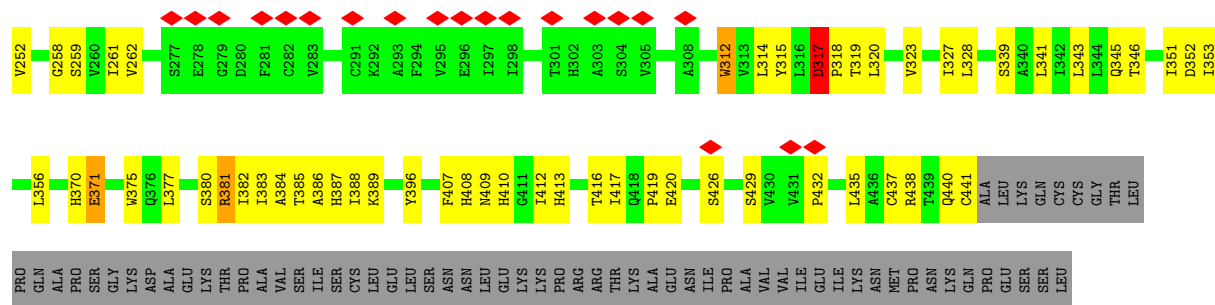 V252 G258 S259 V260 I261 V262 S277 E278 G279 D280 F281 C282 V283 C291 K292 A293 F294 V295 E296 I297 I298 T301 H302 A303 S304 V305 A308 W312 V313 L314 Y315 L316 D317 P318 T319 L320 V323 I327 L328 S339 A340 L341 I342 L343 L344 Q345 T346 I351 D352 I353
L356 H370 E371 W375 Q376 L377 S380 R381 I382 I383 A384 T385 A386 H387 I388 K389 Y396 F407 H408 N409 H410 G411 I412 H413 T416 I417 Q418 P419 E420 S426 S429 V430 V431 P432 L435 A436 C437 R438 T439 Q440 C441 ALA LEU LYS GLN CYS CYS GLY THR LEU
PRO GLN ALA PRO SER GLY LYS ASP ALA GLU LYS THR PRO ALA VAL SER ILE SER CYS LEU GLU LEU SER ASN ASN LEU GLU LYS LYS PRO ARG ARG THR LYS ALA GLU ASN ILE PRO ALA VAL VAL ILE GLU ILE LYS ASN MET PRO ASN LYS GLN PRO GLU SER SER LEU